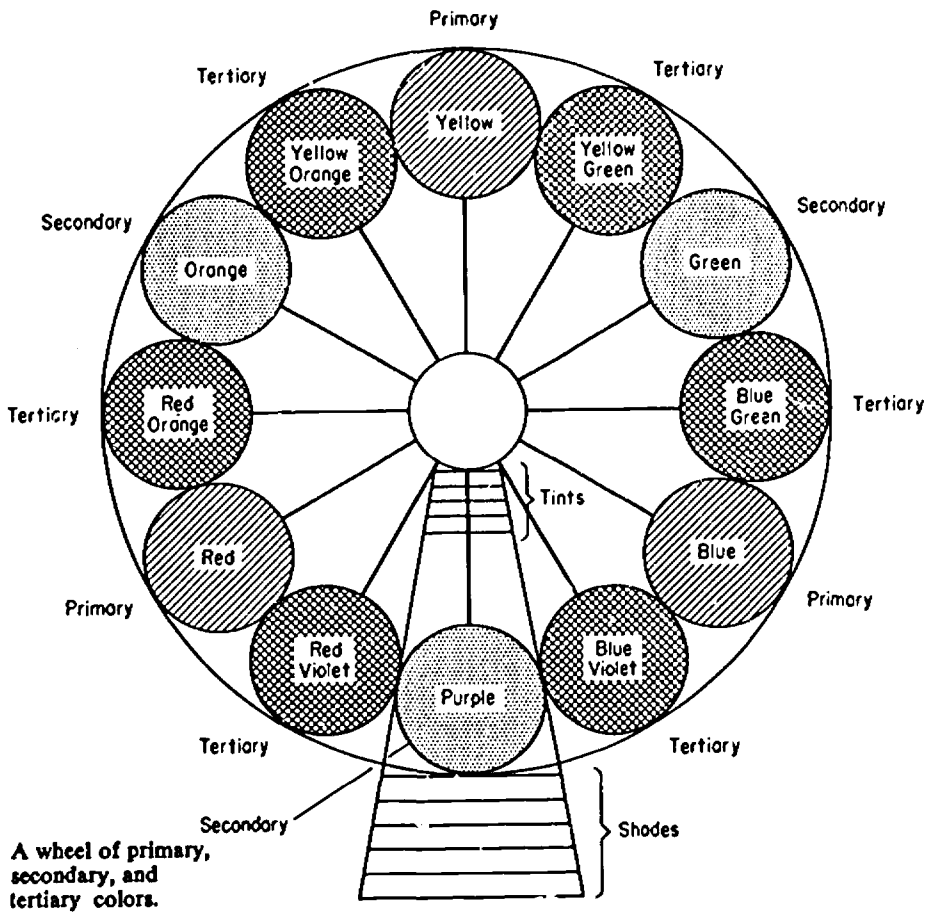 Primary
Tertiary
Tertiary
Yellow
Yellow
Orange
Yellow
Green
Secondary
Secondary
Orange
Green
Red
Orange
Blue
Green
Tertiary
Tertiary
Tints
Red
Blue
Primary
Primary
Red
Violet
Blue
Violet
Purple
Tertiary
Tertiary
Secondary
Shades
A wheel of primary,
secondary, and
tertiary colors.